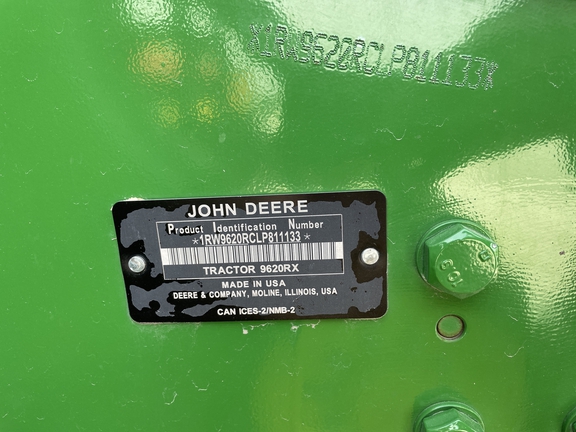 *1RW9620RCLP811133*
JOHN DEERE
Product Identification Number
*1RW9620RCLP811133*
TRACTOR 9620RX
MADE IN USA
DEERE & COMPANY, MOLINE, ILLINOIS, USA
CAN ICES-2/NMB-2